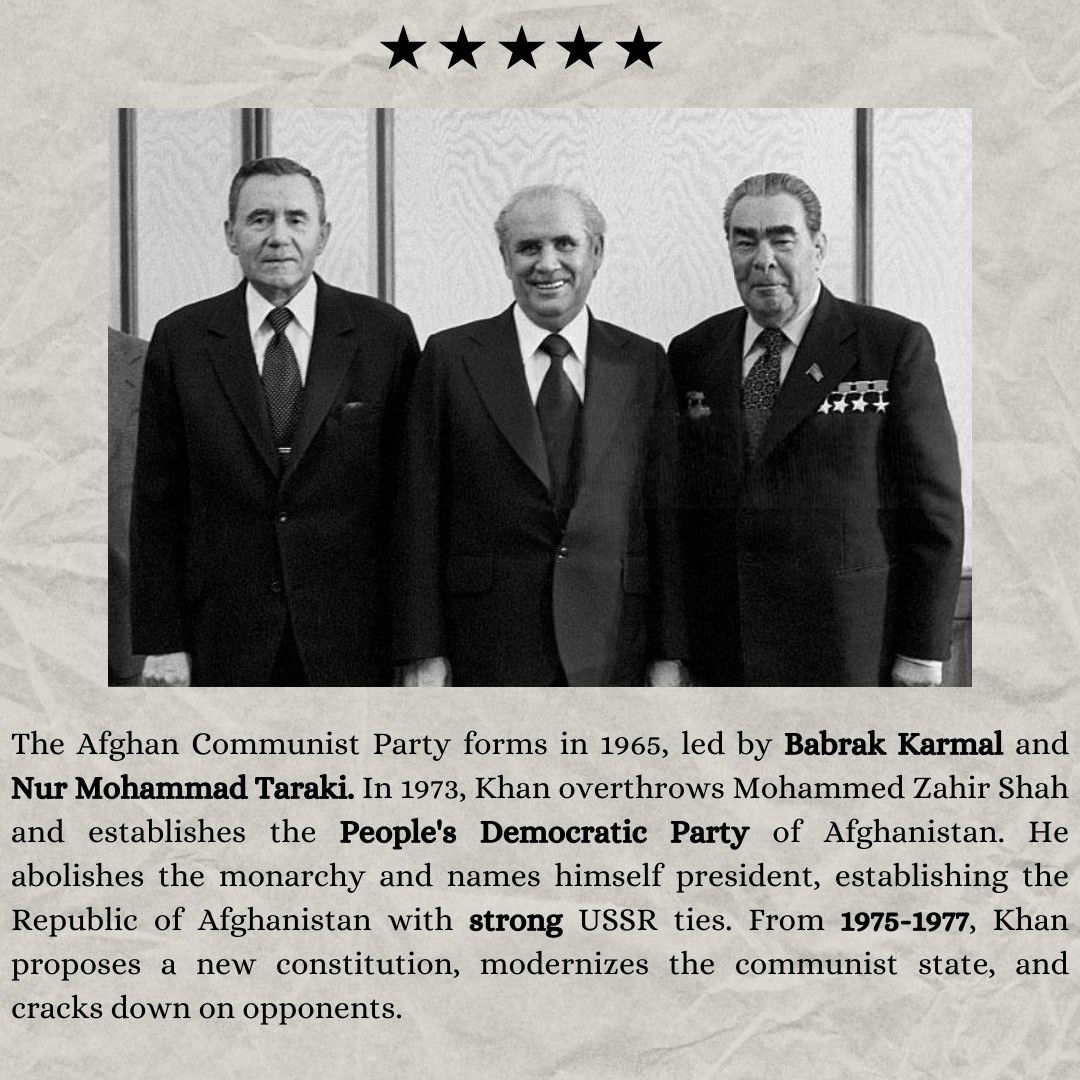 The Afghan Communist Party forms in 1965, led by Babrak Karmal and
Nur Mohammad Taraki. In 1973, Khan overthrows Mohammed Zahir Shah
and establishes the People's Democratic Party of Afghanistan. He
abolishes the monarchy and names himself president, establishing the
Republic of Afghanistan with strong USSR ties. From 1975-1977, Khan
proposes a new constitution, modernizes the communist state, and
cracks down on opponents.